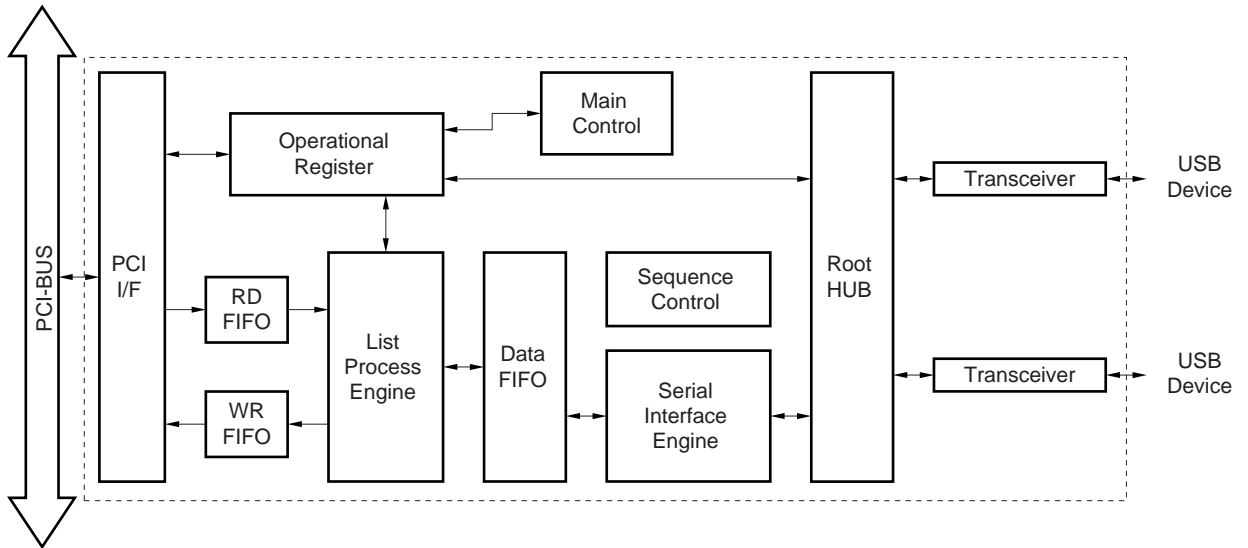 PCI-BUS
PCI
I/F
Operational
Register
Main
Control
RD
FIFO
WR
FIFO
List
Process
Engine
Data
FIFO
Sequence
Control
Serial
Interface
Engine
Root
HUB
Transceiver
USB
Device
Transceiver
USB
Device